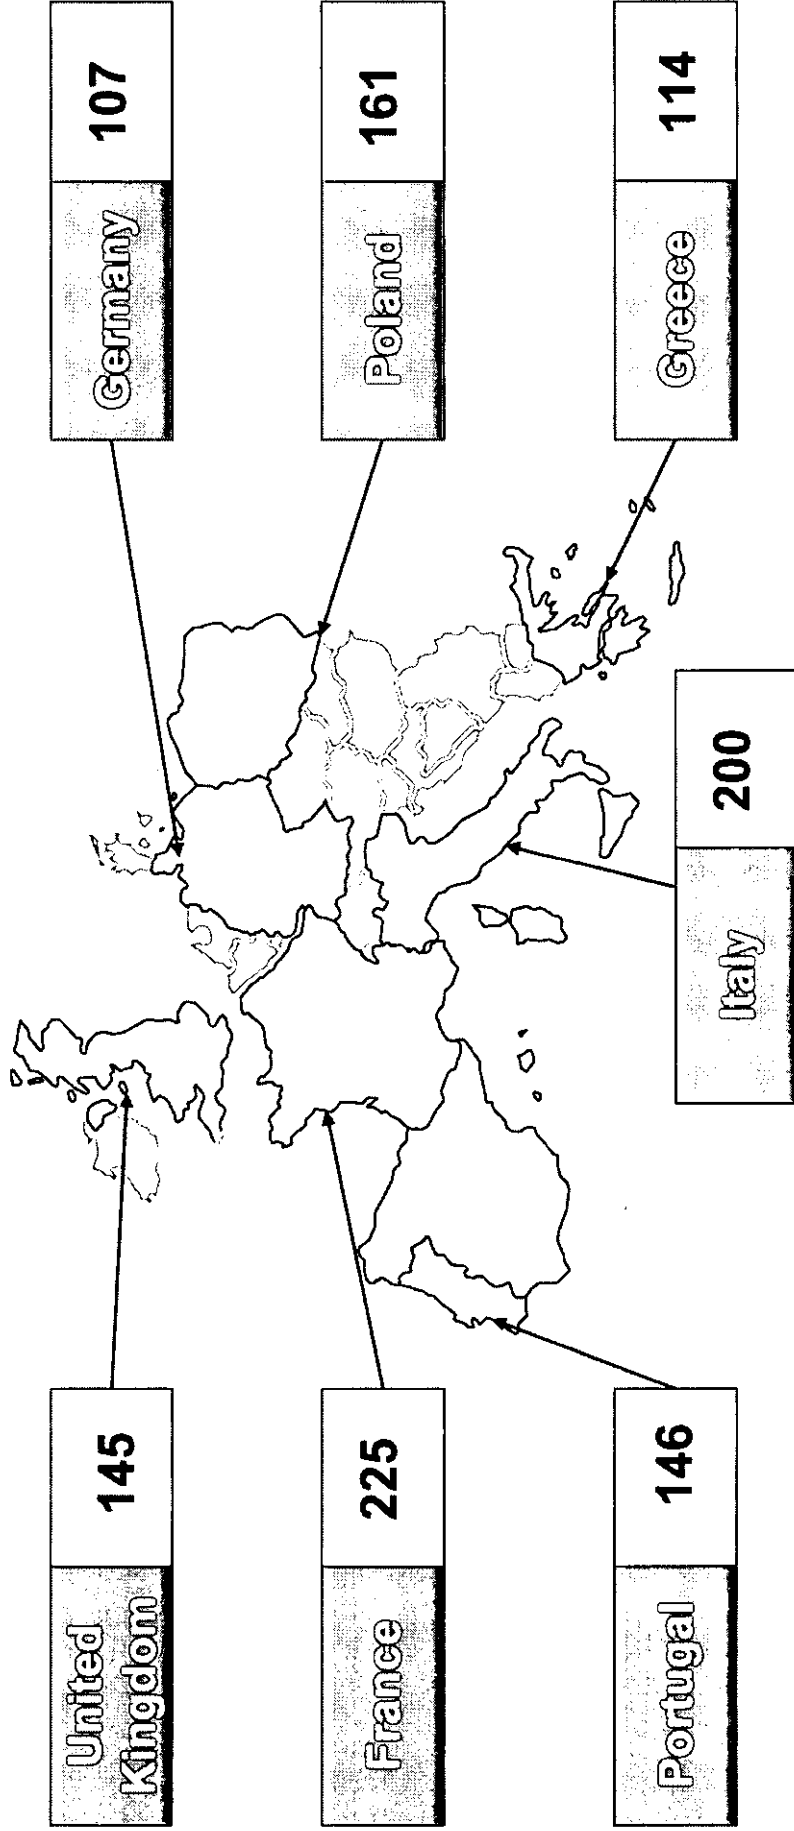 United
Kingdom
145
France
225
Portugal
146
Germany
107
Poland
161
Greece
114
Italy
200